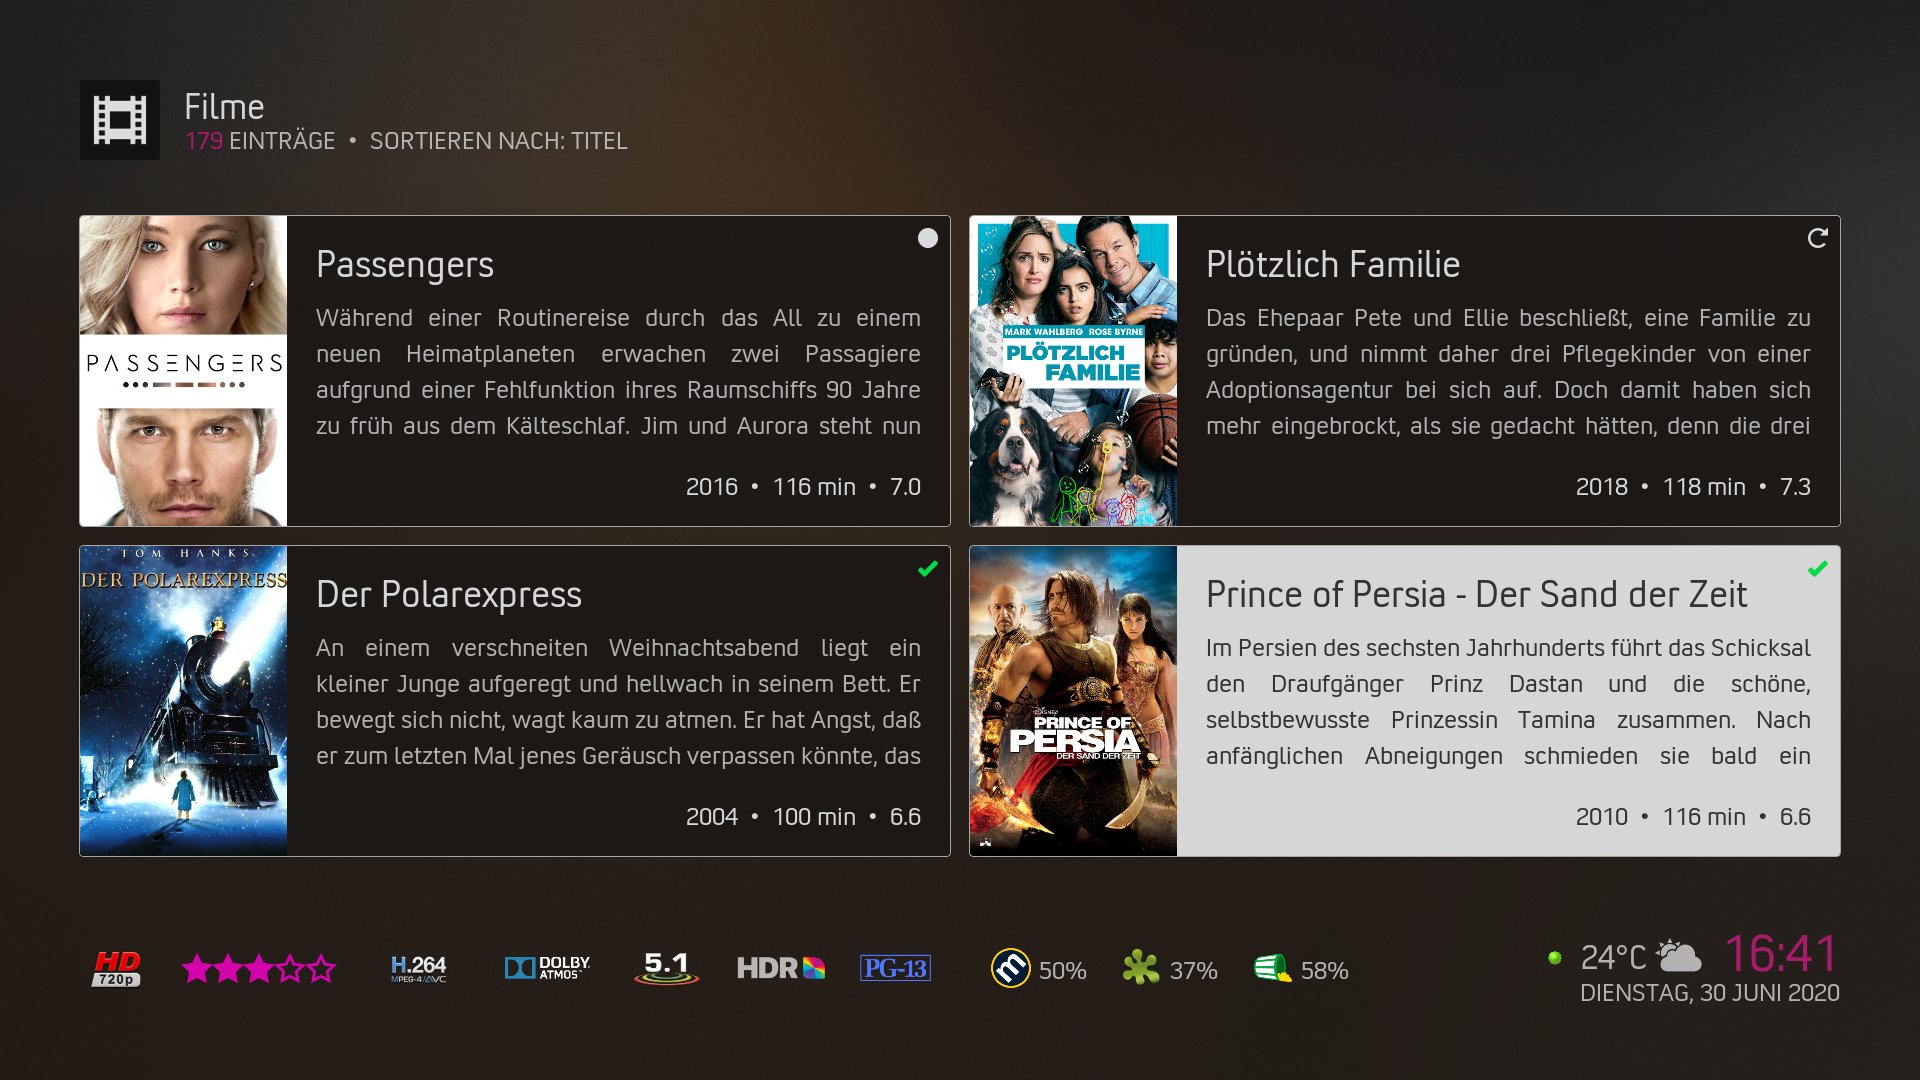 Filme
179 EINTRÄGE • SORTIEREN NACH: TITEL
PASSENGERS
Passengers
Während einer Routinereise durch das All zu einem
neuen Heimatplaneten erwachen zwei Passagiere
aufgrund einer Fehlfunktion ihres Raumschiffs 90 Jahre
zu früh aus dem Kälteschlaf. Jim und Aurora steht nun
2016 • 116 min • 7.0
MARK WAHLBERG ROSE BYRNE
PLÖTZLICH
FAMILIE
Plötzlich Familie
Das Ehepaar Pete und Ellie beschließt, eine Familie zu
gründen, und nimmt daher drei Pflegekinder von einer
Adoptionsagentur bei sich auf. Doch damit haben sich
mehr eingebrockt, als sie gedacht hätten, denn die drei
2018 • 118 min • 7.3
TOM HANKS
DER POLAREXPRESS
Der Polarexpress
An einem verschneiten Weihnachtsabend liegt ein
kleiner Junge aufgeregt und hellwach in seinem Bett. Er
bewegt sich nicht, wagt kaum zu atmen. Er hat Angst, daß
er zum letzten Mal jenes Geräusch verpassen könnte, das
2004 • 100 min • 6.6
DISNEY
PRINCE OF
PERSIA
DER SAND DER ZEIT
Prince of Persia - Der Sand der Zeit
Im Persien des sechsten Jahrhunderts führt das Schicksal
den Draufgänger Prinz Dastan und die schöne,
selbstbewusste Prinzessin Tamina zusammen. Nach
anfänglichen Abneigungen schmieden sie bald ein
2010 • 116 min • 6.6
HD
720p
H.264
MPEG-4/AVC
DOLBY
ATMOS
5.1
HDR
PG-13
m
50%
37%
58%
24°C
16:41
DIENSTAG, 30 JUNI 2020